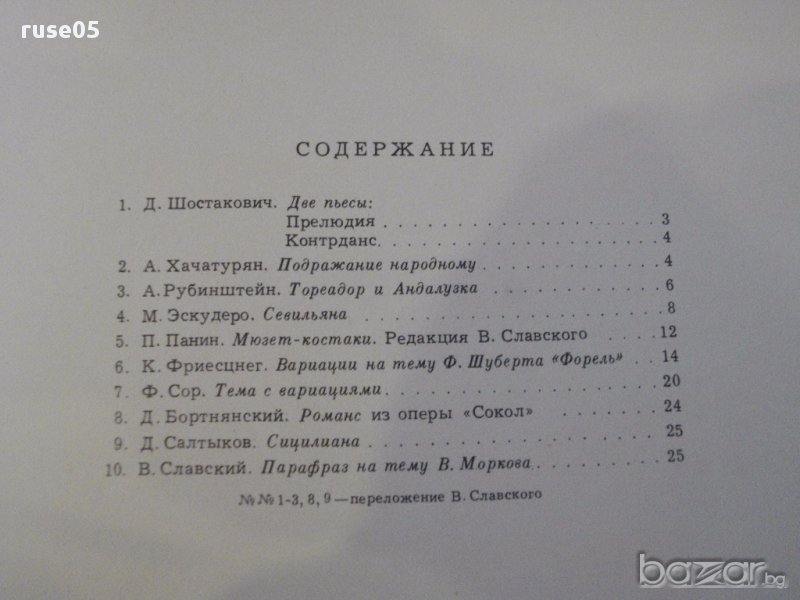 ruse05
СОДЕРЖАНИЕ
1. Д. Шостакович. Две пьесы:
Прелюдия . . . . . . . . . . . . . . . . 3
Контрданс. . . . . . . . . . . . . . . . 4
2. А. Хачатурян. Подражание народному . . . . . . . . . . 4
3. А. Рубинштейн. Тореадор и Андалузка . . . . . . . . . . 6
4. М. Эскудеро. Севильяна . . . . . . . . . . . . . . . . 8
5. П. Панин. Мюзет-костаки. Редакция В. Славского . . . . 12
6. К. Фриесцнег. Вариации на тему Ф. Шуберта «Форель» . . 14
7. Ф. Сор. Тема с вариациями . . . . . . . . . . . . . . . 20
8. Д. Бортнянский. Романс из оперы «Сокол» . . . . . . 24
9. Д. Салтыков. Сицилиана . . . . . . . . . . . . . . . . 25
10. В. Славский. Парафраз на тему В. Моркова . . . . . . . . 25
№№ 1-3, 8, 9 — переложение В. Славского
bazar.bg